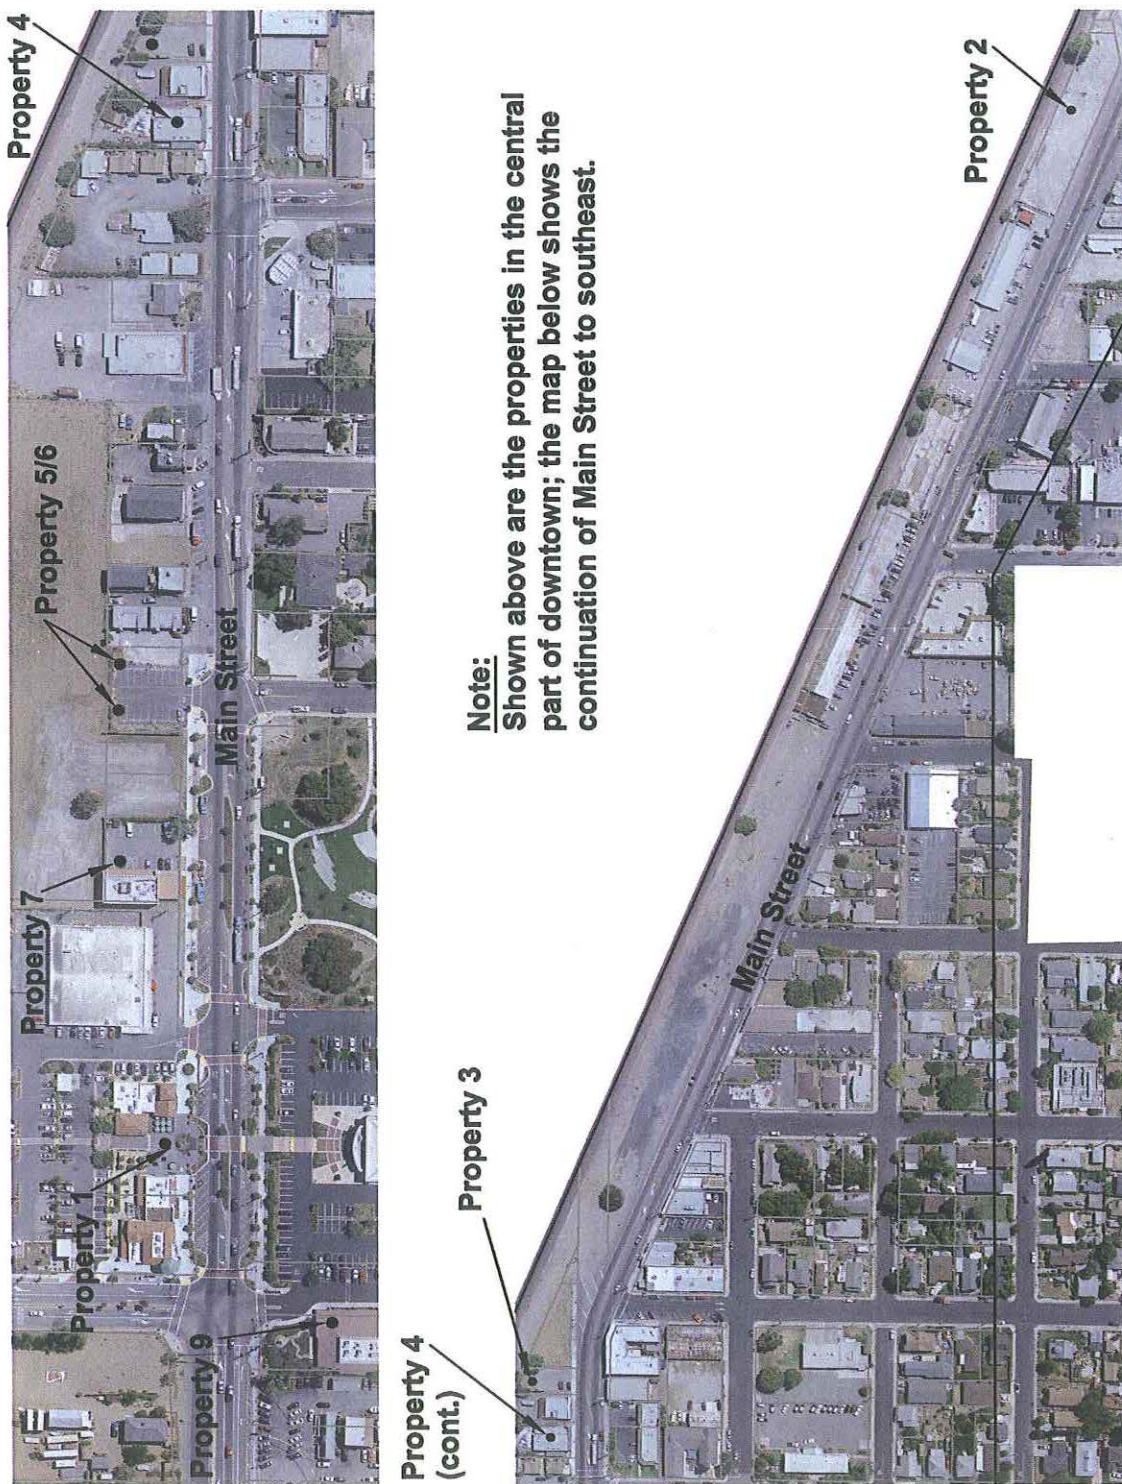 Property 4
Property 5/6
Main Street
Property 7
Property 1
Property 9
Note:
Shown above are the properties in the central
part of downtown; the map below shows the
continuation of Main Street to southeast.
Property 2
Main Street
Property 3
Property 4
(cont.)